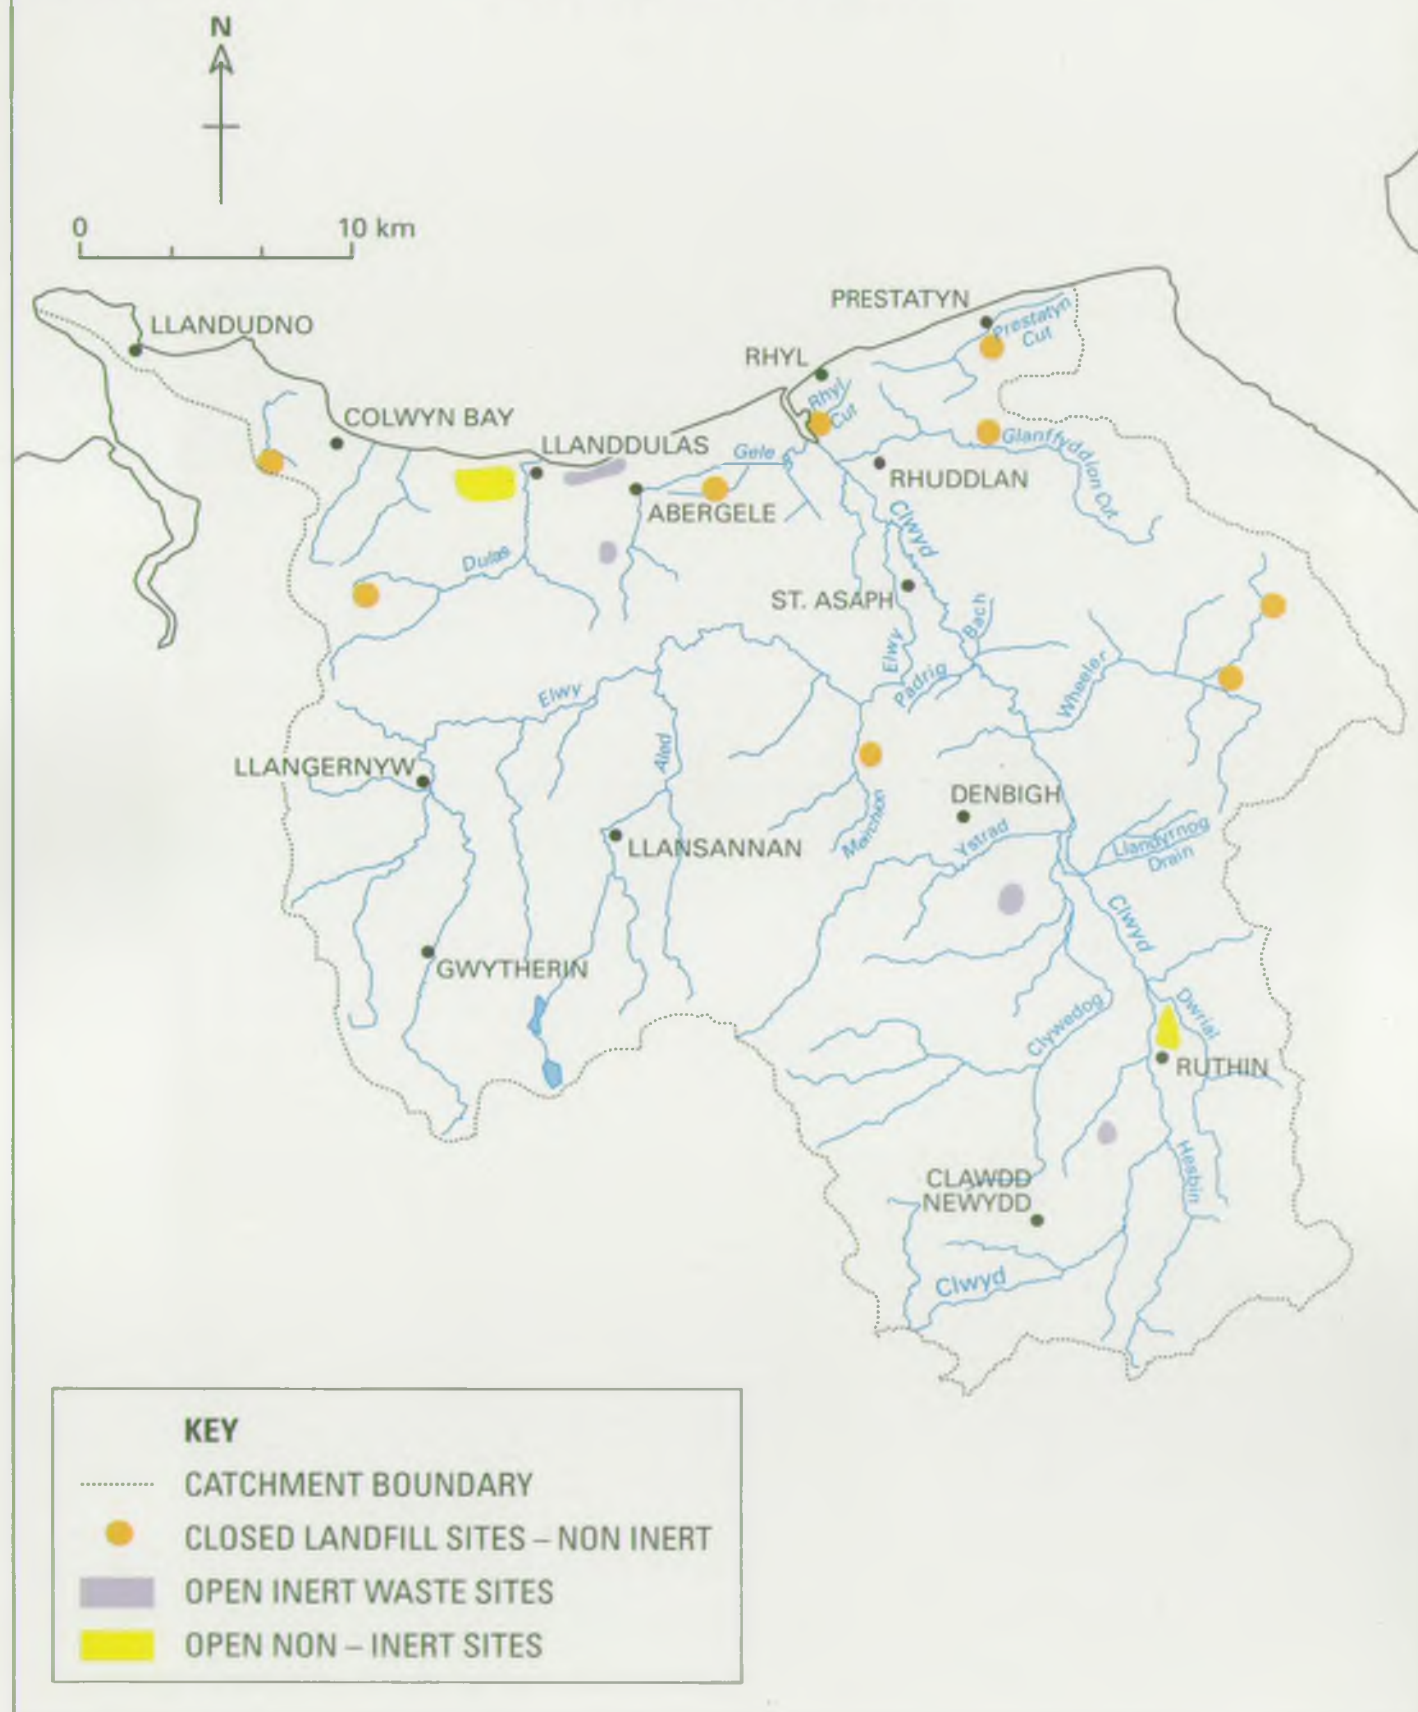 N
0 10 km
PRESTATYN
LLANDUDNO
Prestatyn
Cut
RHYL
Rhyl
Cut
COLWYN BAY
LLANDDULAS
Gele
Glanffyddion Cut
RHUDDLAN
ABERGELE
Clwyd
Dulas
ST. ASAPH
Bach
Elwy
Padrig
Wheeler
Elwy
Aled
LLANGERNYW
DENBIGH
Meirchion
Ystrad
Llandyrnog
Drain
LLANSANNAN
Clwyd
GWYTHERIN
Dwrial
Clywedog
RUTHIN
Hesbin
CLAWDD
NEWYDD
Clwyd
KEY
CATCHMENT BOUNDARY
CLOSED LANDFILL SITES – NON INERT
OPEN INERT WASTE SITES
OPEN NON – INERT SITES